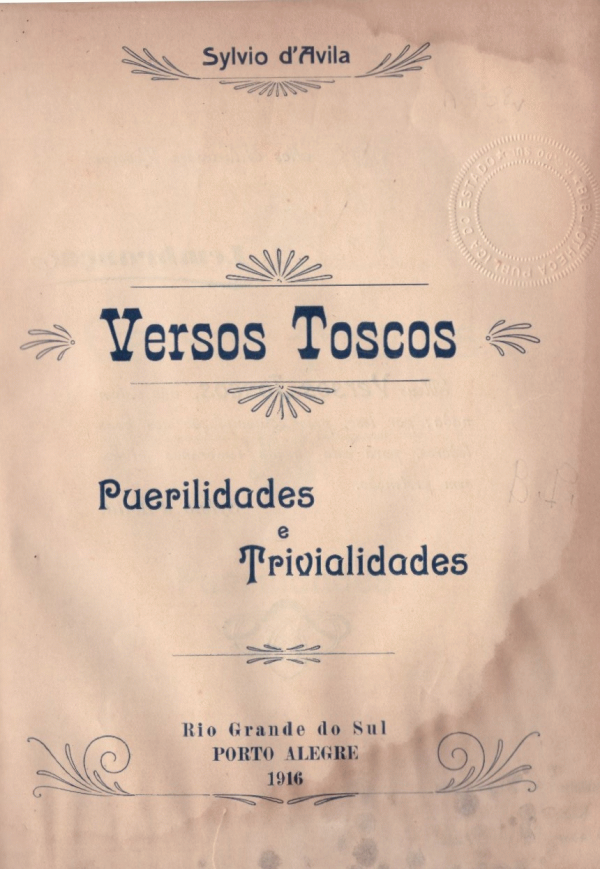 Sylvio d'Avila
Versos Toscos
Puerilidades
e
Trivialidades
Rio Grande do Sul
PORTO ALEGRE
1916